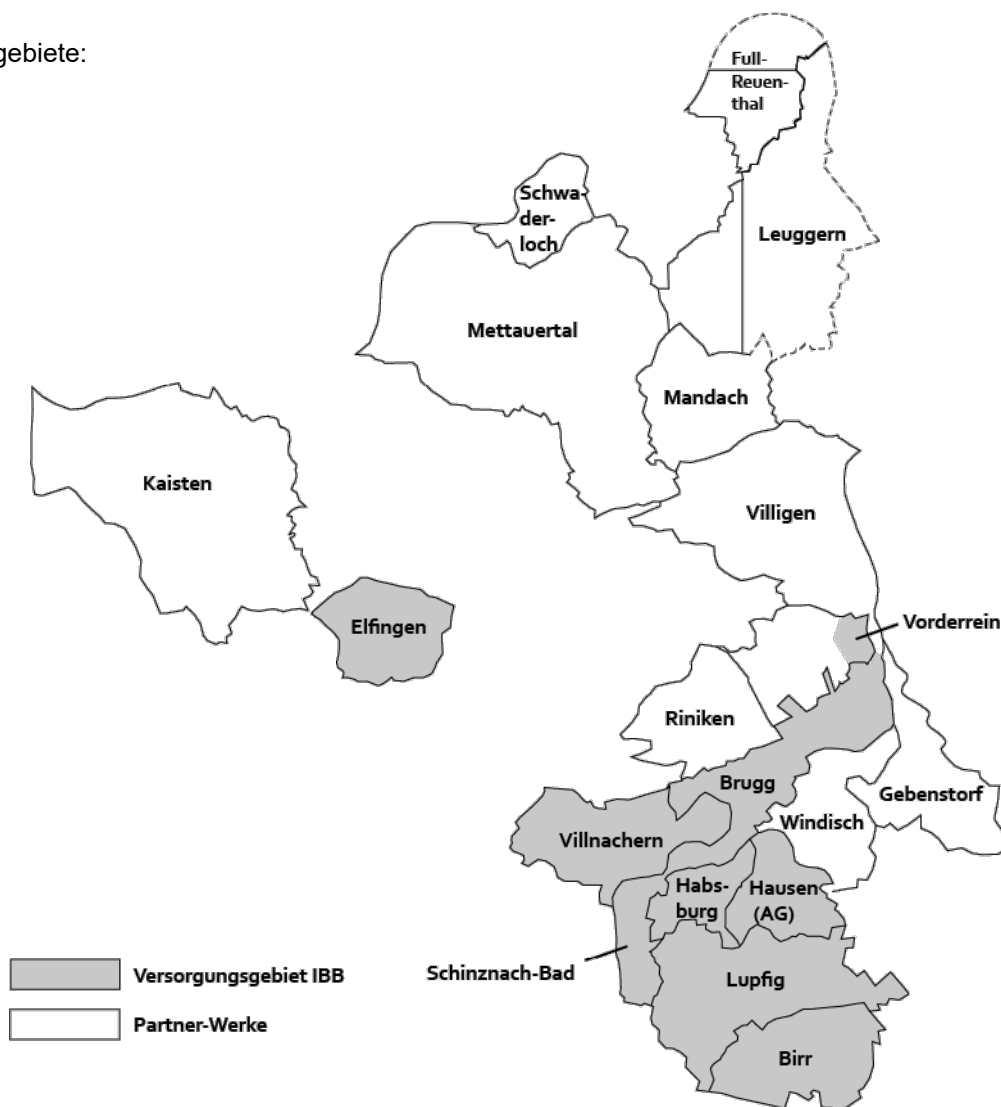 gebiete:
Full-
Reuen-
thal
Schwa-
der-
loch
Leuggern
Mettauertal
Mandach
Kaisten
Villigen
Elfingen
Vorderrein
Riniken
Brugg
Gebenstorf
Windisch
Villnachern
Habs-
burg
Hausen
(AG)
Schinznach-Bad
Lupfig
Birr
Versorgungsgebiet IBB
Partner-Werke